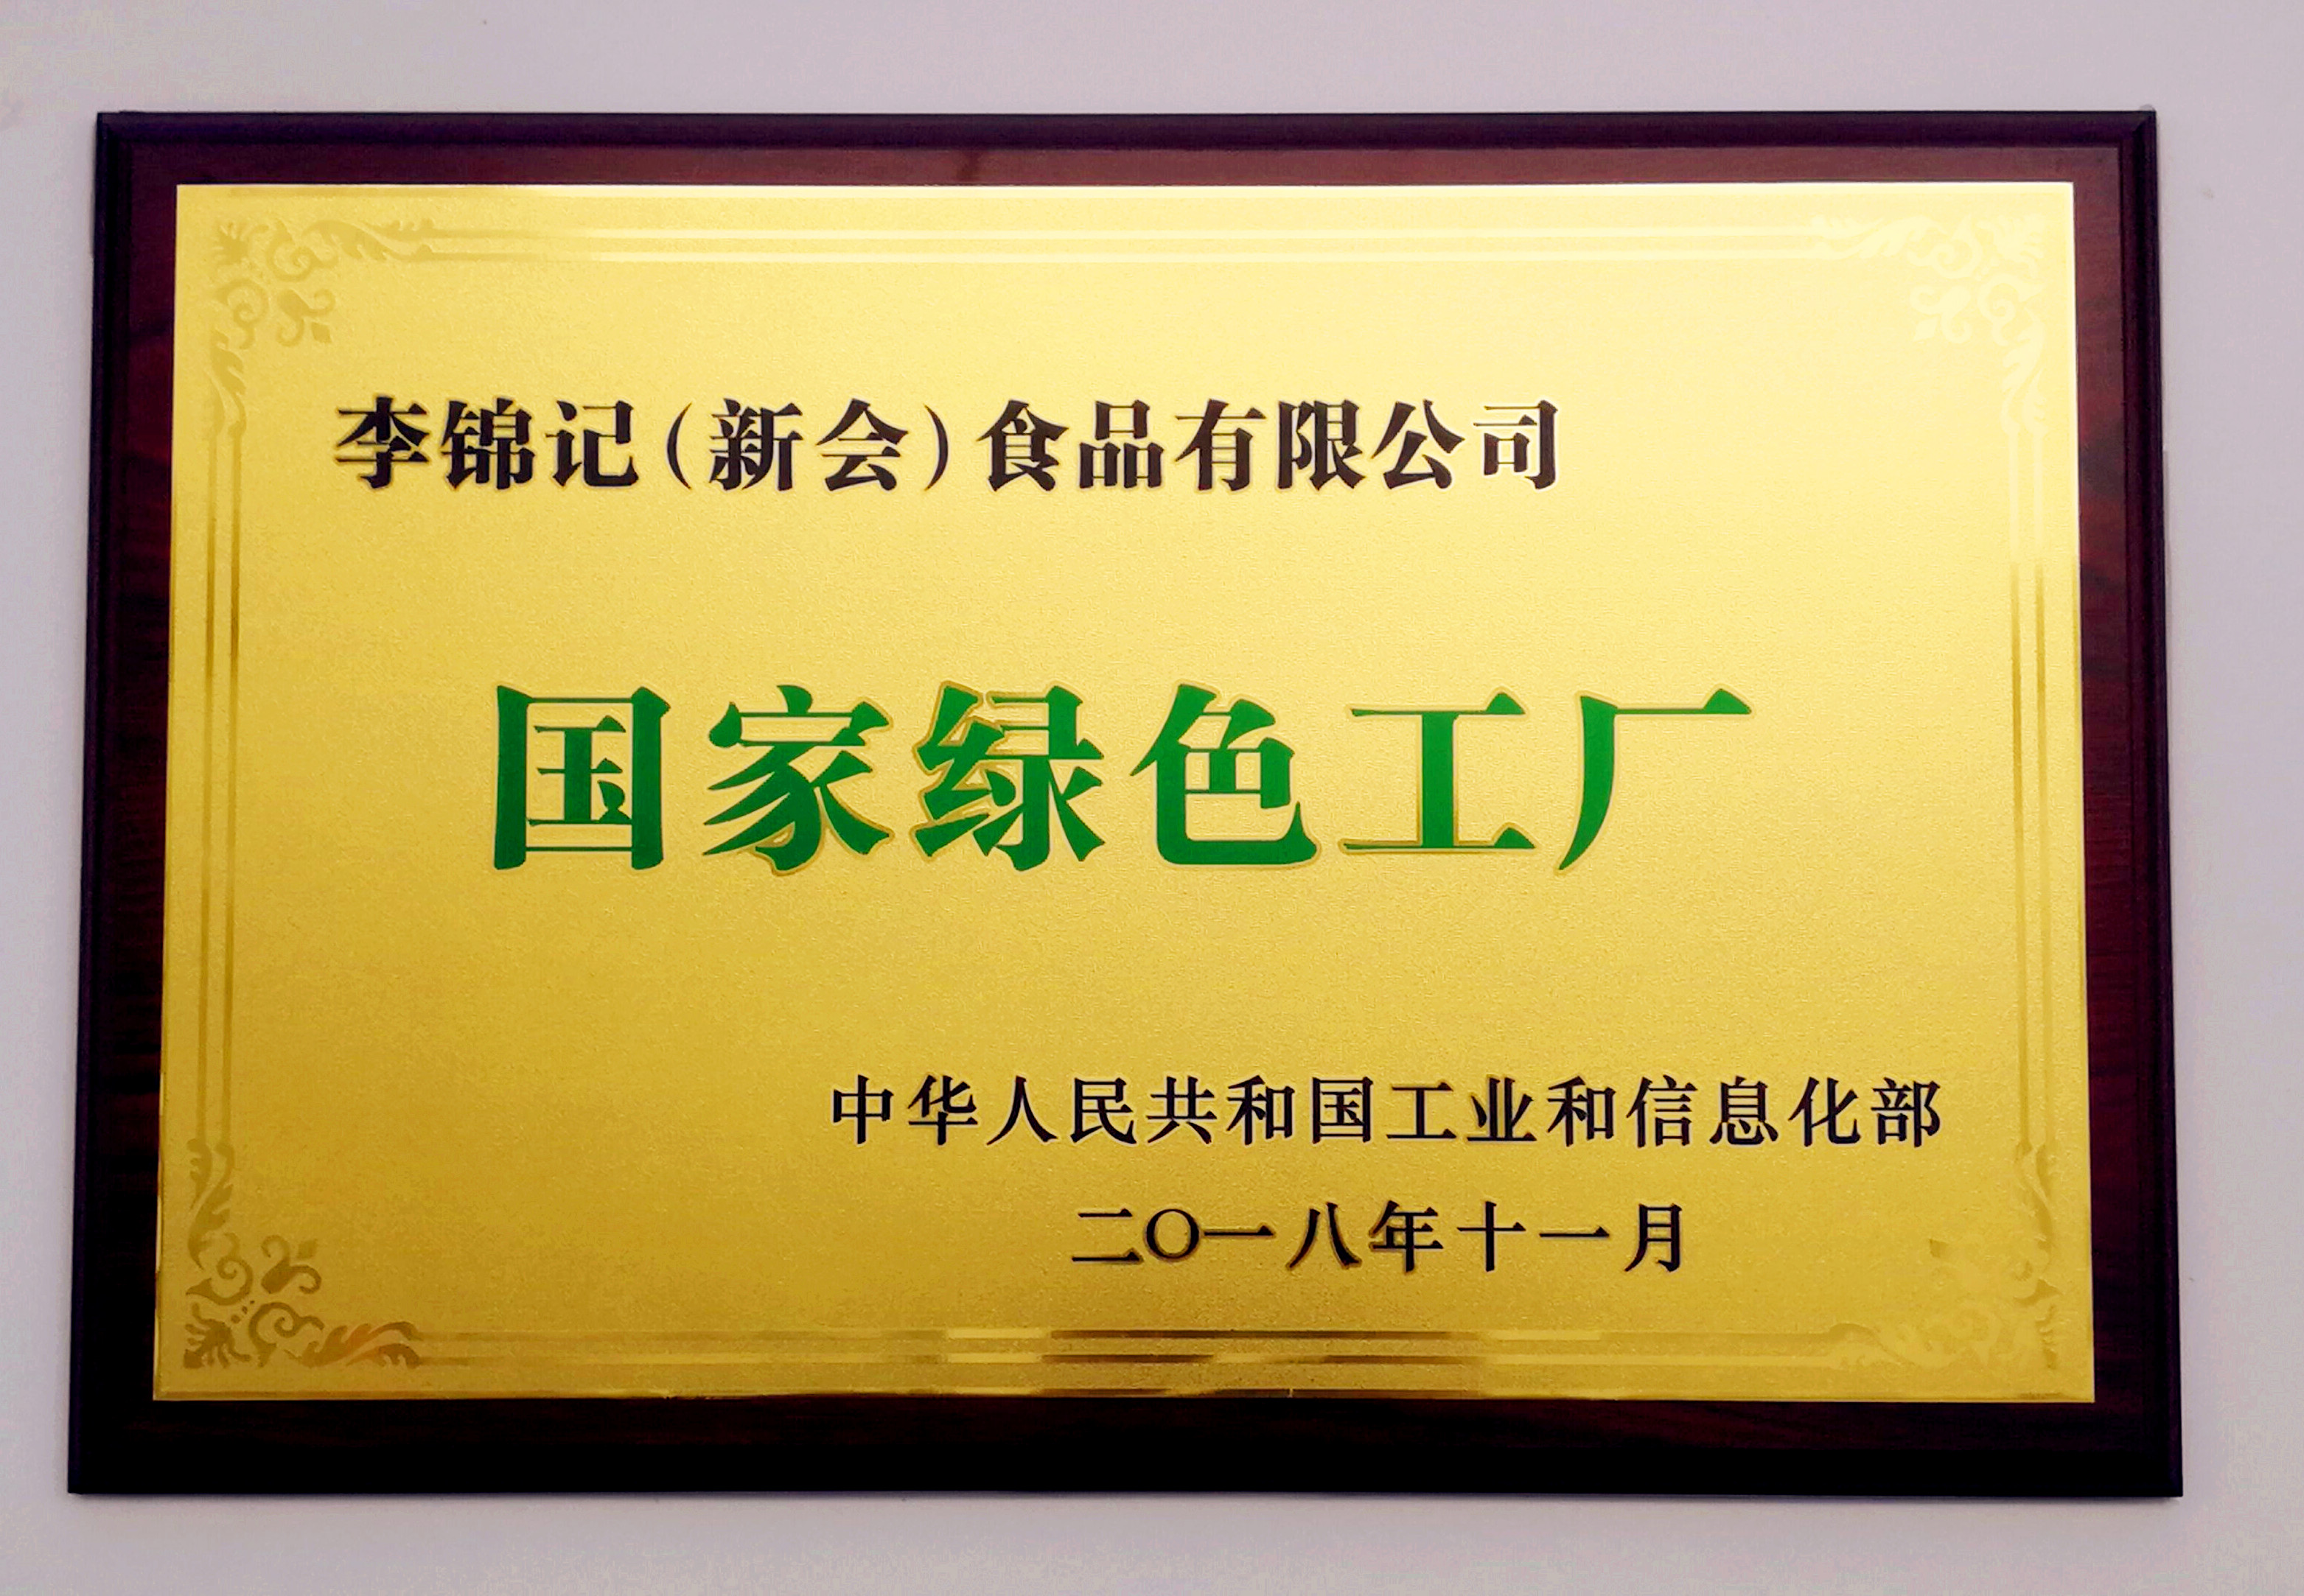 李锦记(新会)食品有限公司
国家绿色工厂
中华人民共和国工业和信息化部
二〇一八年十一月